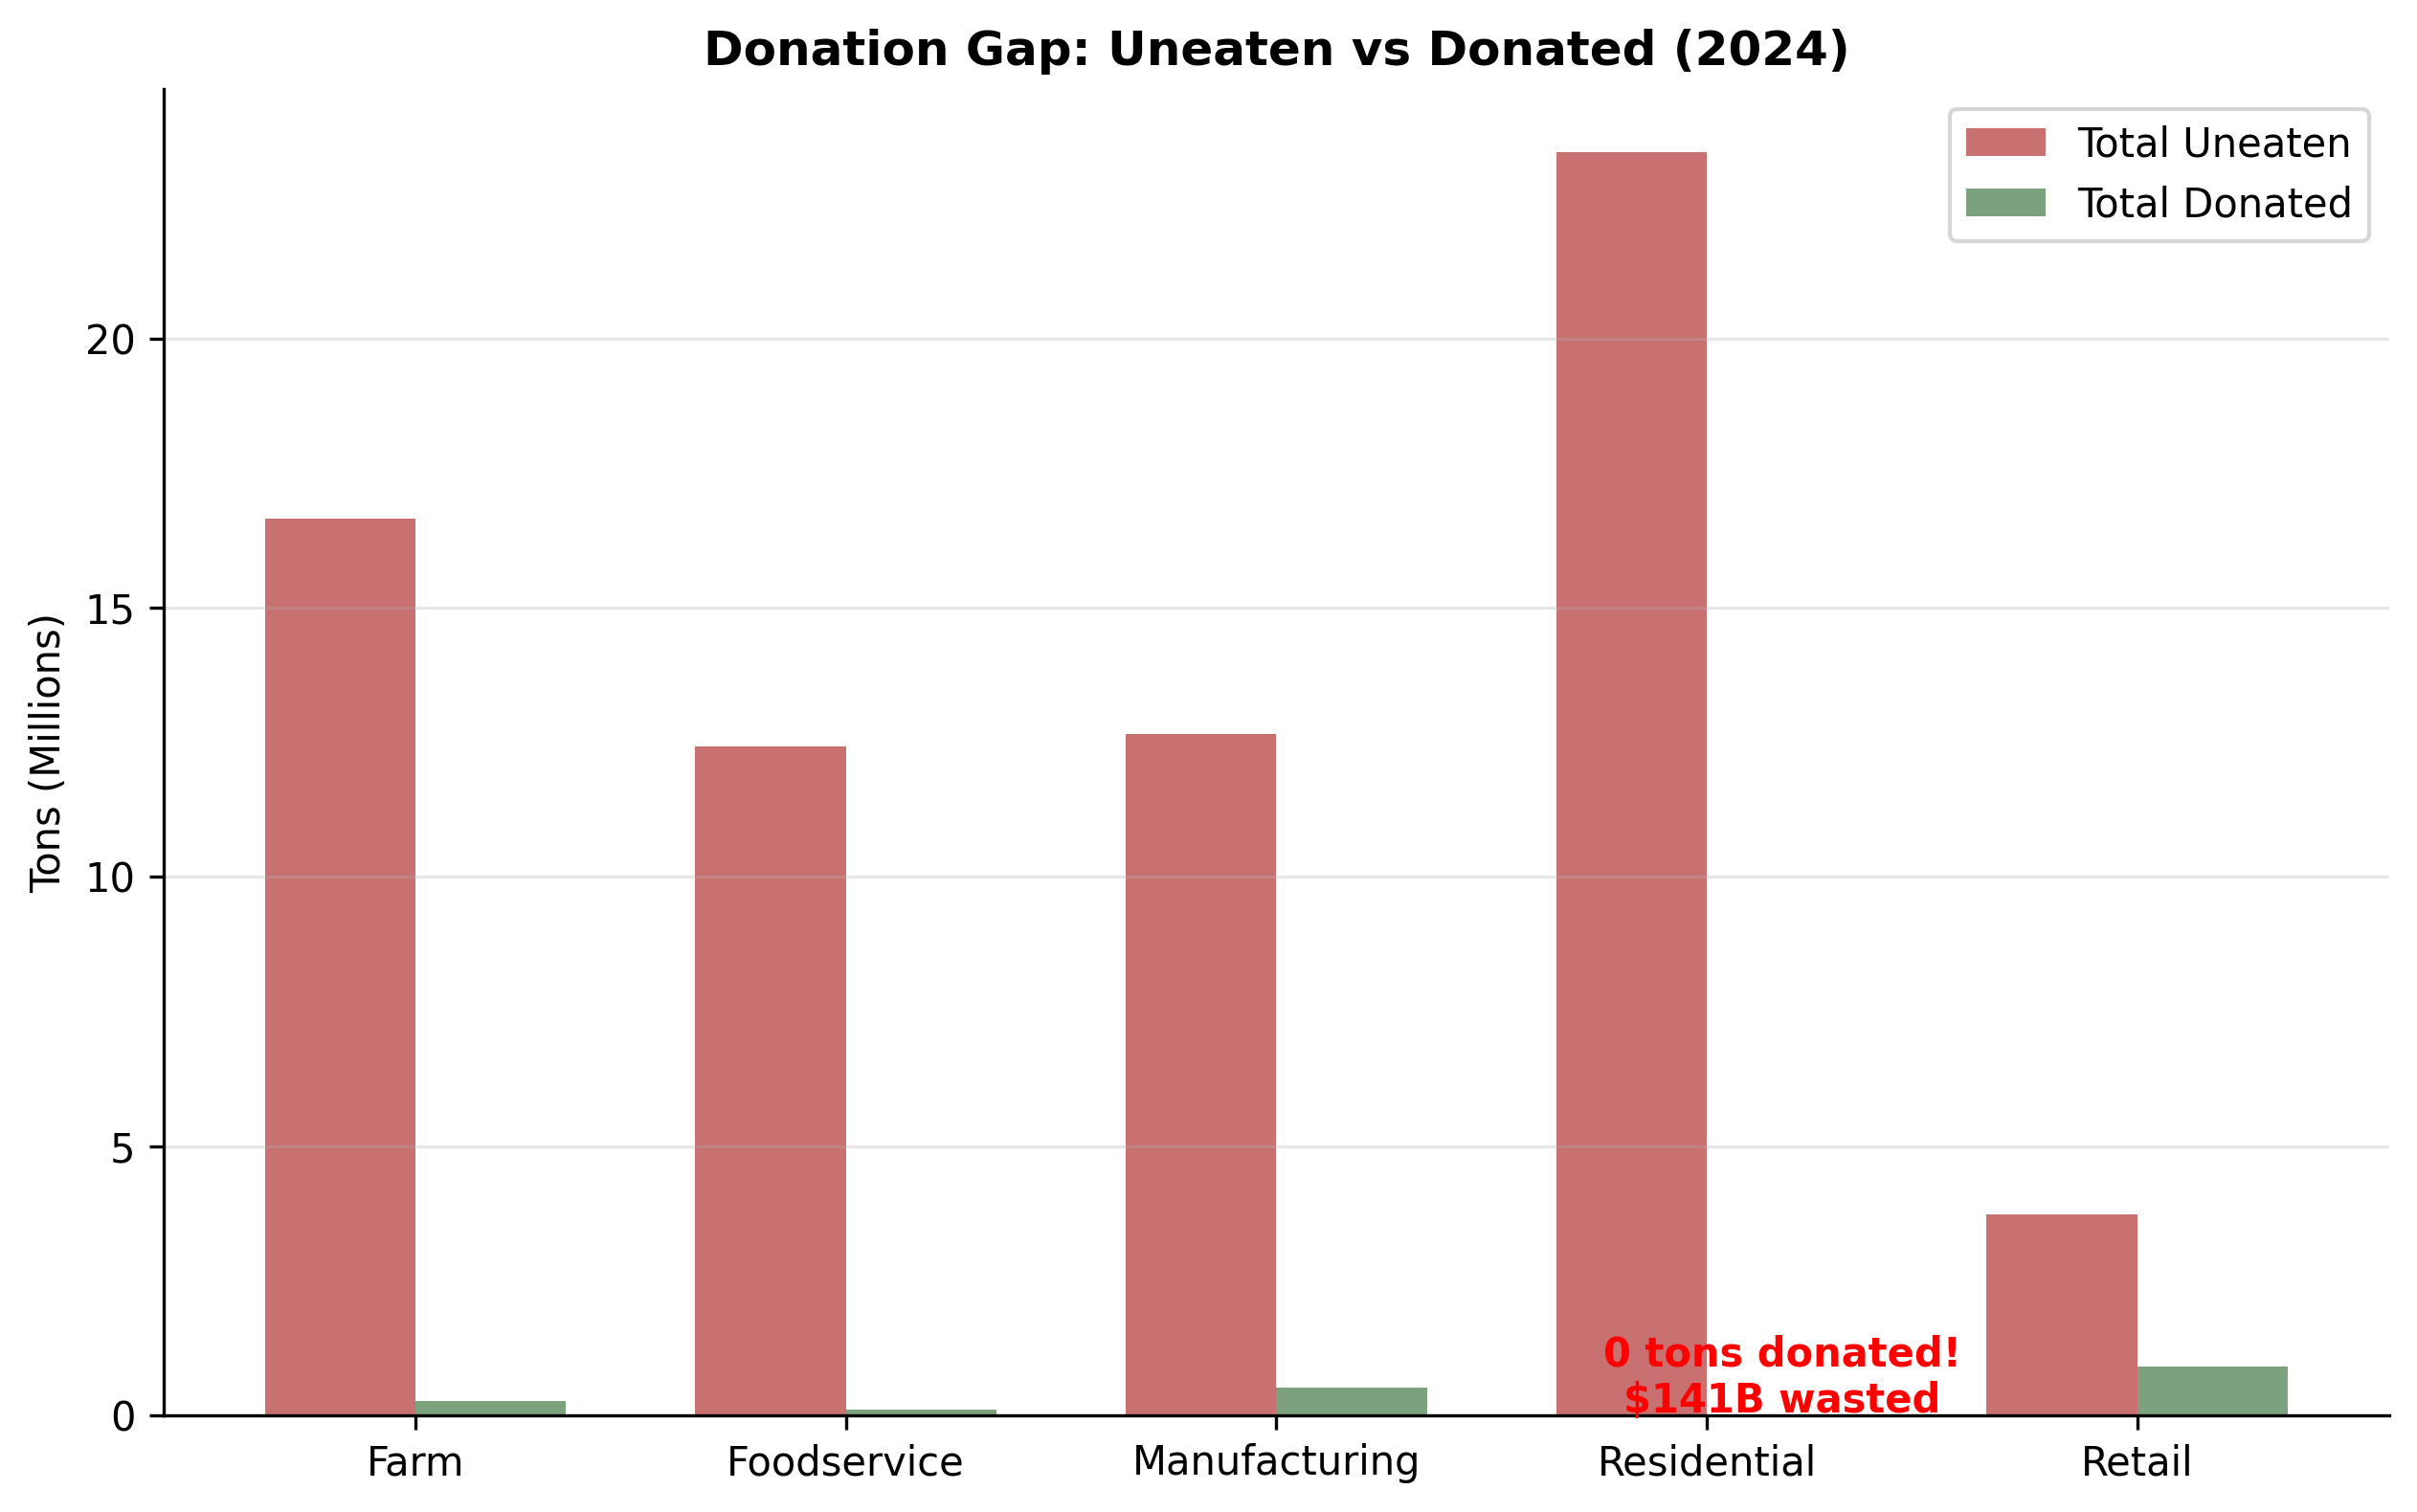 Donation Gap: Uneaten vs Donated (2024)
Total Uneaten
Total Donated
Tons (Millions)
20
15
10
5
0
0 tons donated!
$141B wasted
Farm
Foodservice
Manufacturing
Residential
Retail